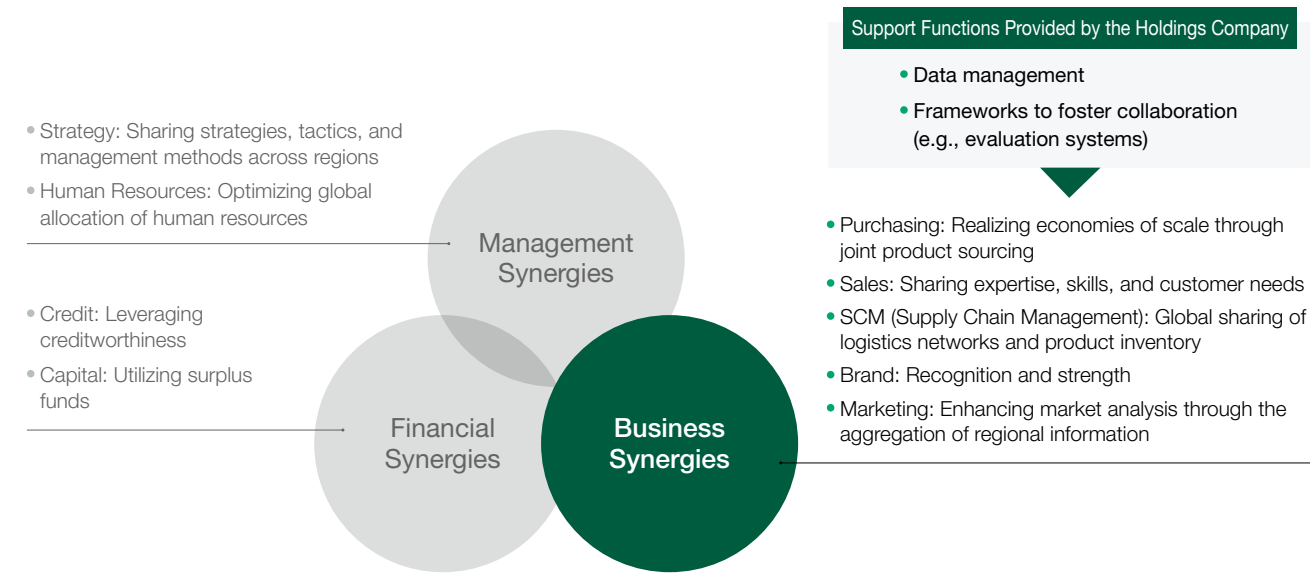 Support Functions Provided by the Holdings Company
• Data management
• Frameworks to foster collaboration
(e.g., evaluation systems)
• Strategy: Sharing strategies, tactics, and
management methods across regions
• Human Resources: Optimizing global
allocation of human resources
• Credit: Leveraging
creditworthiness
• Capital: Utilizing surplus
funds
Management
Synergies
Financial
Synergies
Business
Synergies
• Purchasing: Realizing economies of scale through
joint product sourcing
• Sales: Sharing expertise, skills, and customer needs
• SCM (Supply Chain Management): Global sharing of
logistics networks and product inventory
• Brand: Recognition and strength
• Marketing: Enhancing market analysis through the
aggregation of regional information